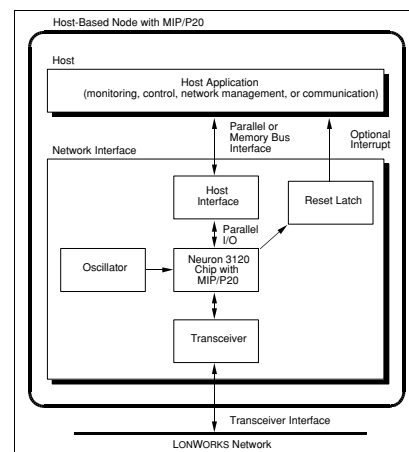 Host-Based Node with MIP/P20
Host
Host Application
(monitoring, control, network management, or communication)
Parallel or
Memory Bus
Interface
Optional
Interrupt
Network Interface
Host
Interface
Reset Latch
Parallel
I/O
Oscillator
Neuron 3120
Chip with
MIP/P20
Transceiver
Transceiver Interface
LONWORKS Network